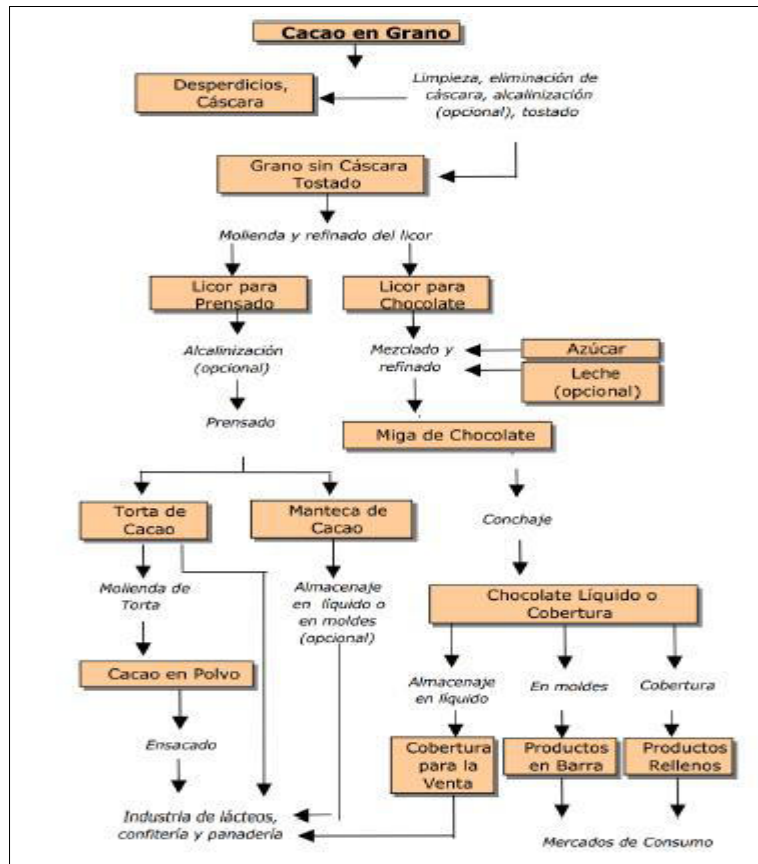 Cacao en Grano
Desperdicios,
Cáscara
Limpieza, eliminación de
cáscara, alcalinización
(opcional), tostado
Grano sin Cáscara
Tostado
Molienda y refinado del licor
Licor para
Prensado
Licor para
Chocolate
Alcalinización
(opcional)
Mezclado y
refinado
Azúcar
Leche
(opcional)
Prensado
Miga de Chocolate
Torta de
Cacao
Manteca de
Cacao
Conchaje
Molienda de
Torta
Almacenaje
en líquido o
en moldes
(opcional)
Chocolate Líquido o
Cobertura
Cacao en Polvo
Almacenaje
en líquido
En moldes
Cobertura
Ensacado
Cobertura
para la
Venta
Productos
en Barra
Productos
Rellenos
Industria de lácteos,
confitería y panadería
Mercados de Consumo